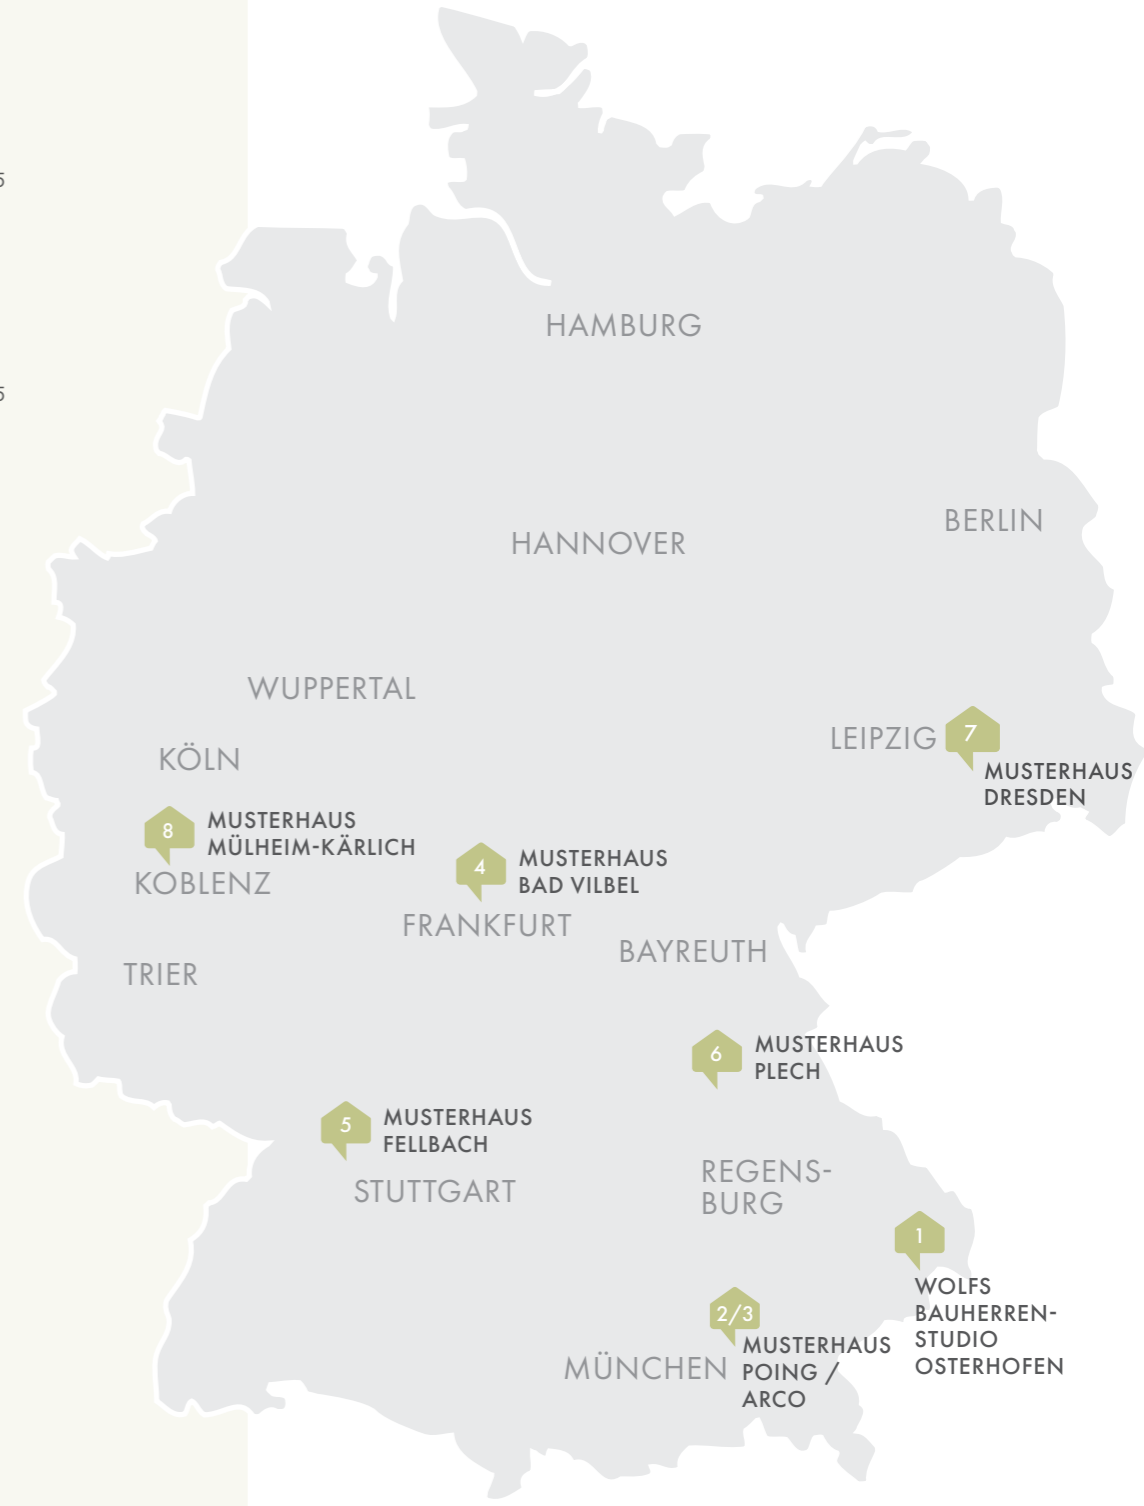 5
HAMBURG
5
BERLIN
HANNOVER
WUPPERTAL
LEIPZIG
7
KÖLN
MUSTERHAUS
DRESDEN
8
MUSTERHAUS
MÜLHEIM-KÄRLICH
KOBLENZ
4
MUSTERHAUS
BAD VILBEL
FRANKFURT
BAYREUTH
TRIER
6
MUSTERHAUS
PLECH
5
MUSTERHAUS
FELLBACH
STUTTGART
REGENS-
BURG
1
WOLFS
BAUHERREN-
STUDIO
OSTERHOFEN
2/3
MUSTERHAUS
POING /
ARCO
MÜNCHEN